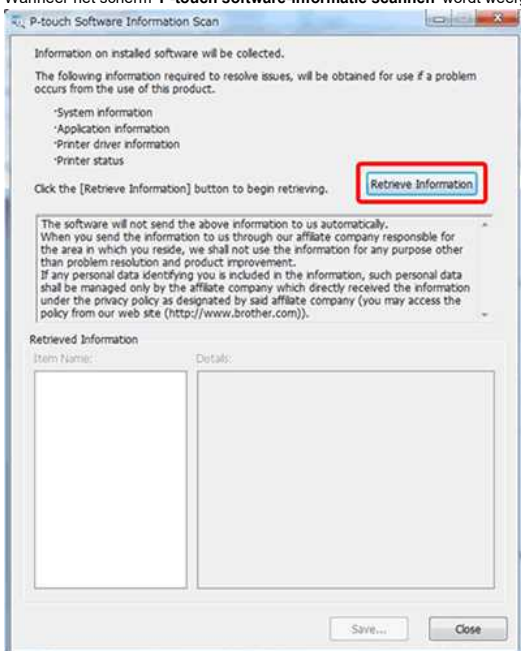 Wanneer het scherm "P-touch Software Informatie scannen" wordt
P-touch Software Information Scan
Information on installed software will be collected.
The following information required to resolve issues, will be obtained for use if a problem
occurs from the use of this product.
·System information
·Application information
·Printer driver information
·Printer status
Click the [Retrieve Information] button to begin retrieving.
Retrieve Information
The software will not send the above information to us automatically.
When you send the information to us through our affilate company responsible for
the area in which you reside, we shall not use the information for any purpose other
than problem resolution and product improvement.
If any personal data identifying you is included in the information, such personal data
shall be managed only by the affilate company which directly received the information
under the privacy policy as designated by said affilate company (you may access the
policy from our web site (http://www.brother.com)).
Retrieved Information
Item Name:
Details:
Save...
Close